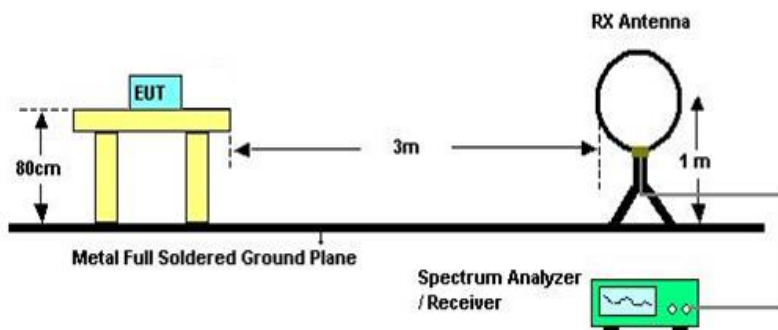 RX Antenna
EUT
80cm
3m
1 m
Metal Full Soldered Ground Plane
Spectrum Analyzer
/ Receiver